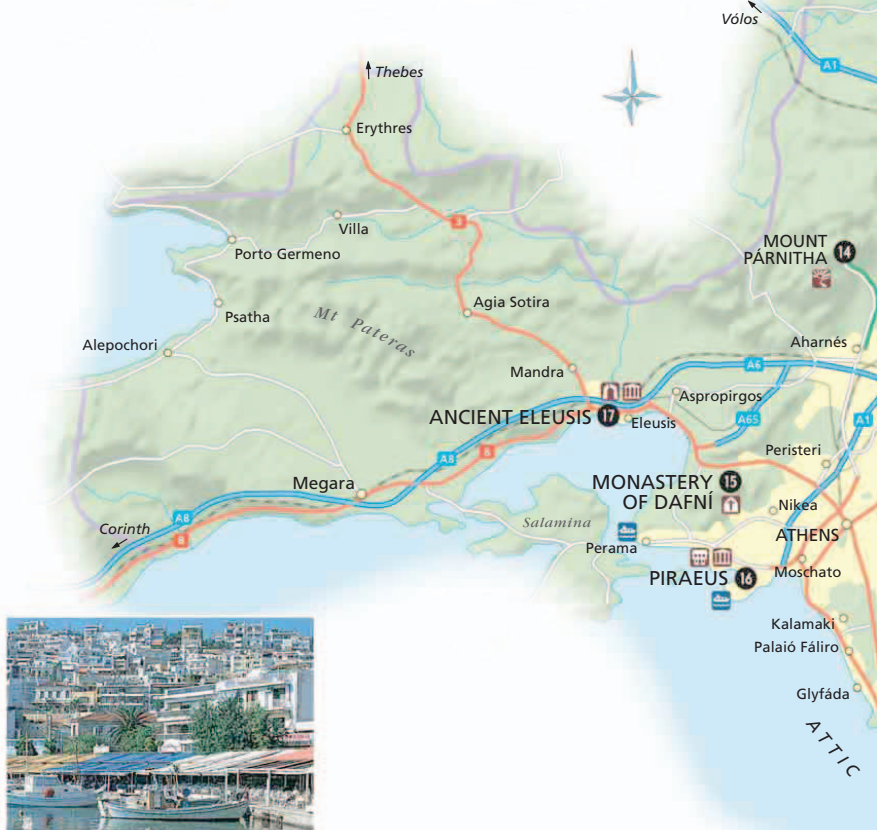 Vólos
A1
Thebes
Erythres
3
Villa
Porto Germeno
MOUNT
PÁRNITHA 14
Psatha
Mt Pateras
Agia Sotira
Alepochori
Aharnés
Mandra
A6
Aspropirgos
ANCIENT ELEUSIS 17
Eleusis
A65
A1
Peristeri
A8
8
Megara
MONASTERY
OF DAFNÍ 15
Nikea
A8
Corinth
8
Salamina
ATHENS
Perama
Moschato
PIRAEUS 16
Kalamaki
Palaió Fáliro
Glyfáda
ATTIC